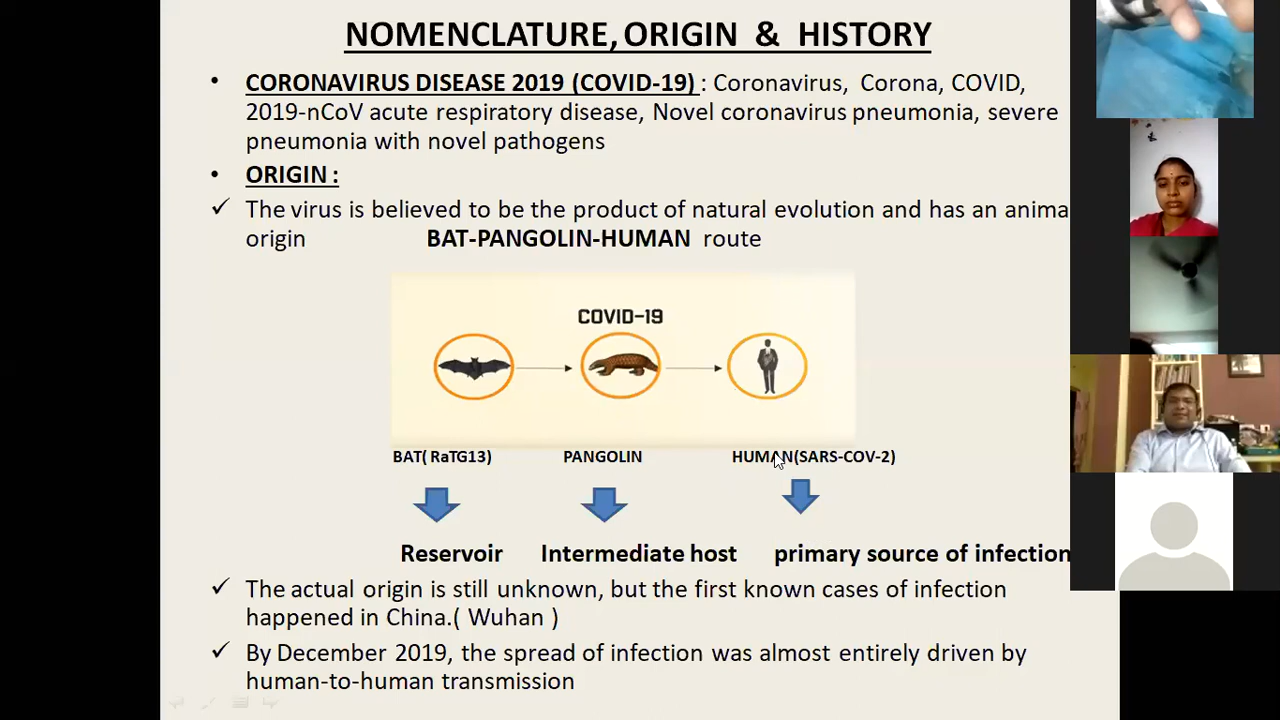 NOMENCLATURE, ORIGIN & HISTORY
• CORONAVIRUS DISEASE 2019 (COVID-19) : Coronavirus, Corona, COVID,
2019-nCoV acute respiratory disease, Novel coronavirus pneumonia, severe
pneumonia with novel pathogens
• ORIGIN :
✓ The virus is believed to be the product of natural evolution and has an anima
origin BAT-PANGOLIN-HUMAN route
COVID-19
BAT( RaTG13) PANGOLIN HUMAN(SARS-COV-2)
Reservoir Intermediate host primary source of infection
✓ The actual origin is still unknown, but the first known cases of infection
happened in China.( Wuhan )
✓ By December 2019, the spread of infection was almost entirely driven by
human-to-human transmission